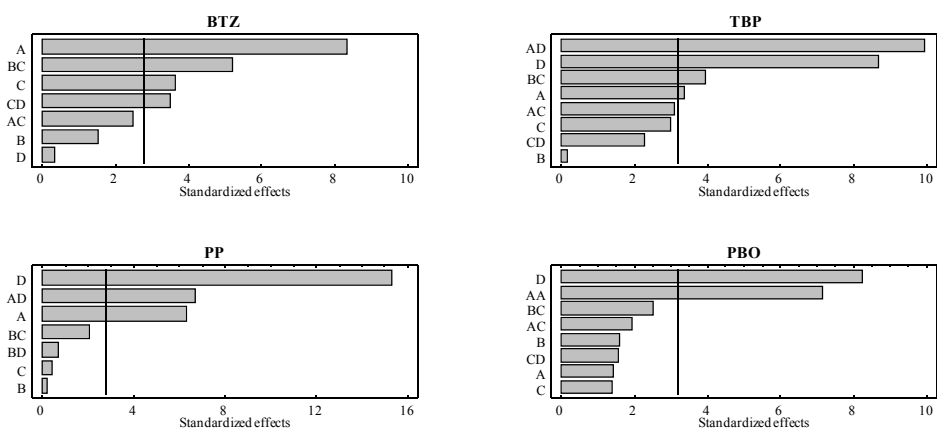 BTZ
A
BC
C
CD
AC
B
D
0 2 4 6 8 10
Standardized effects
TBP
AD
D
BC
A
AC
C
CD
B
0 2 4 6 8 10
Standardized effects
PP
D
AD
A
BC
BD
C
B
0 4 8 12 16
Standardized effects
PBO
D
AA
BC
AC
B
CD
A
C
0 2 4 6 8 10
Standardized effects